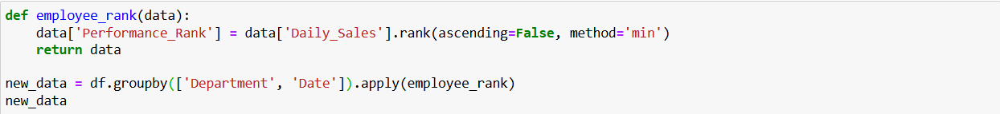 def employee_rank(data):
    data['Performance_Rank'] = data['Daily_Sales'].rank(ascending=False, method='min')
    return data
new_data = df.groupby(['Department', 'Date']).apply(employee_rank)
new_data